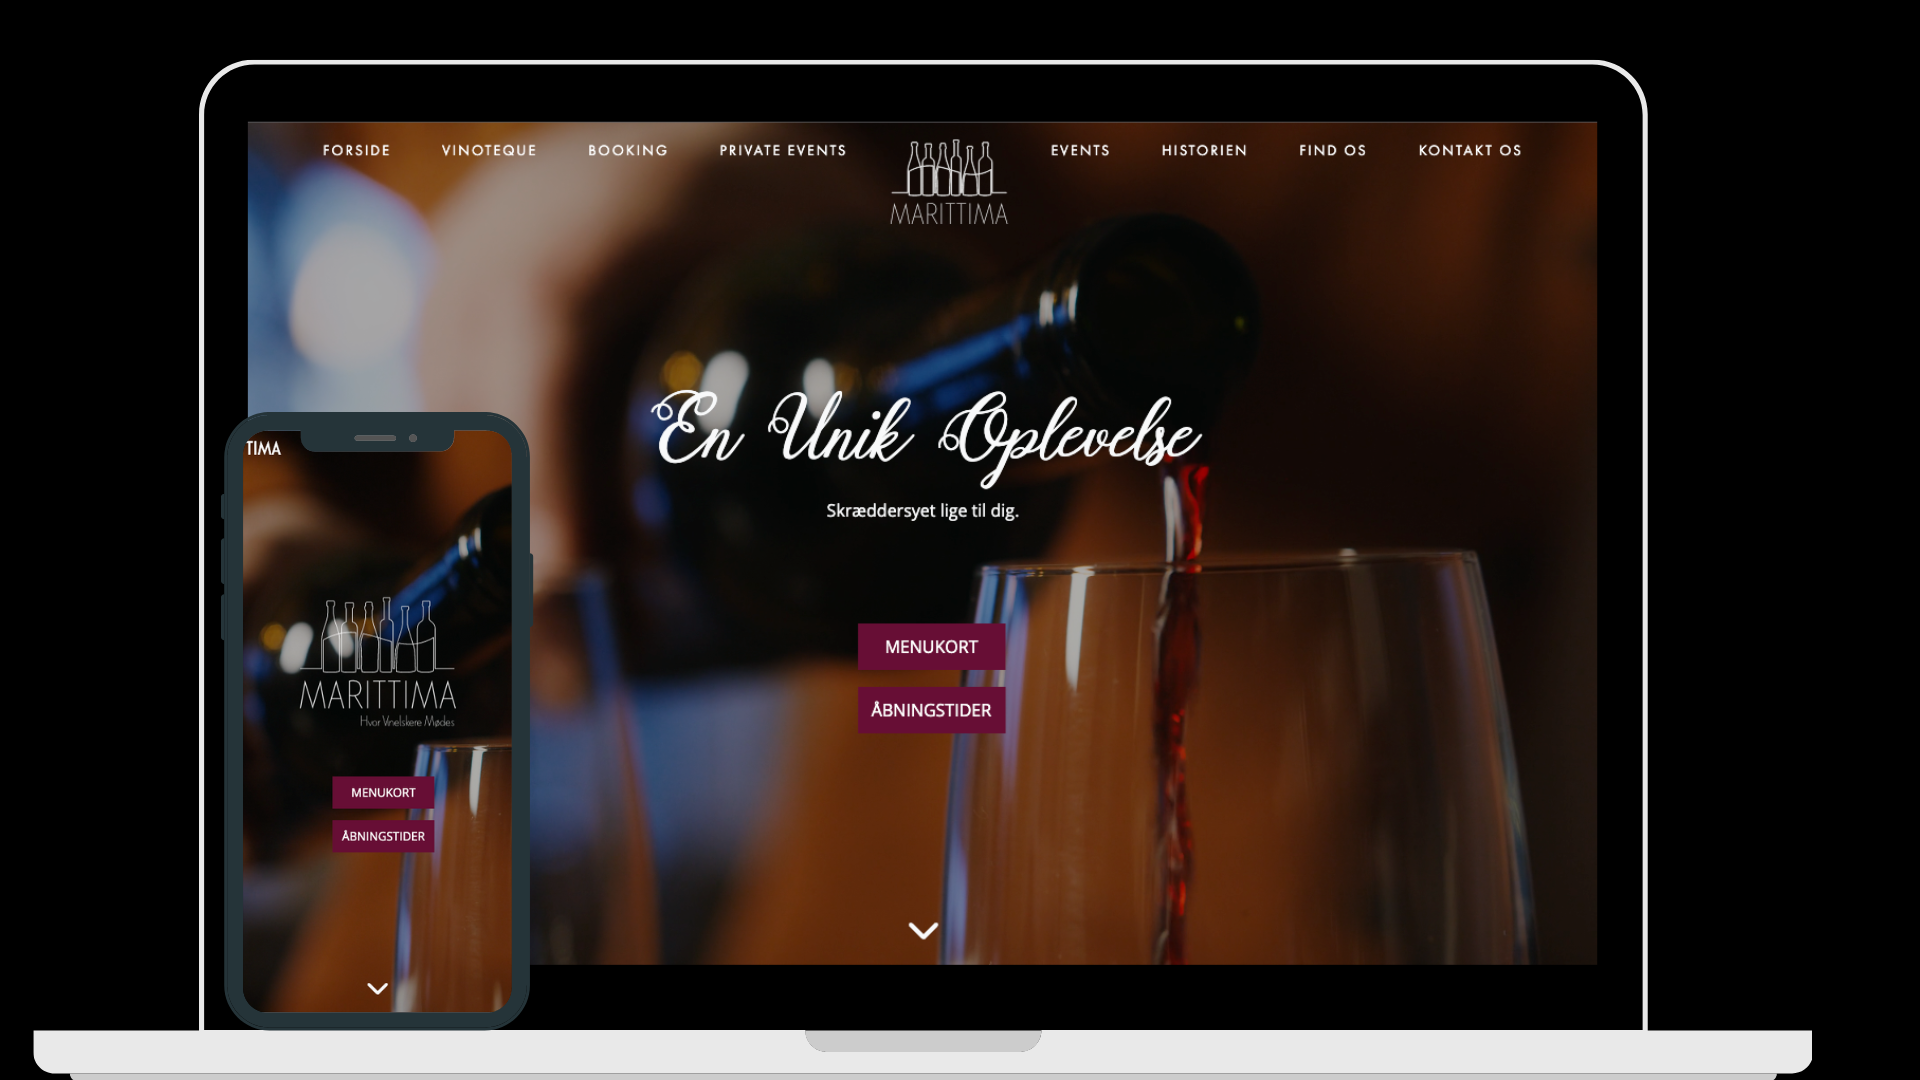 FORSIDE VINOTEQUE BOOKING PRIVATE EVENTS EVENTS HISTORIEN FIND OS KONTAKT OS
MARITTIMA
En Unik Oplevelse
Skræddersyet lige til dig.
MENUKORT
ÅBNINGSTIDER
TIMA
MARITTIMA
Hvor Vinelskere Mødes
MENUKORT
ÅBNINGSTIDER